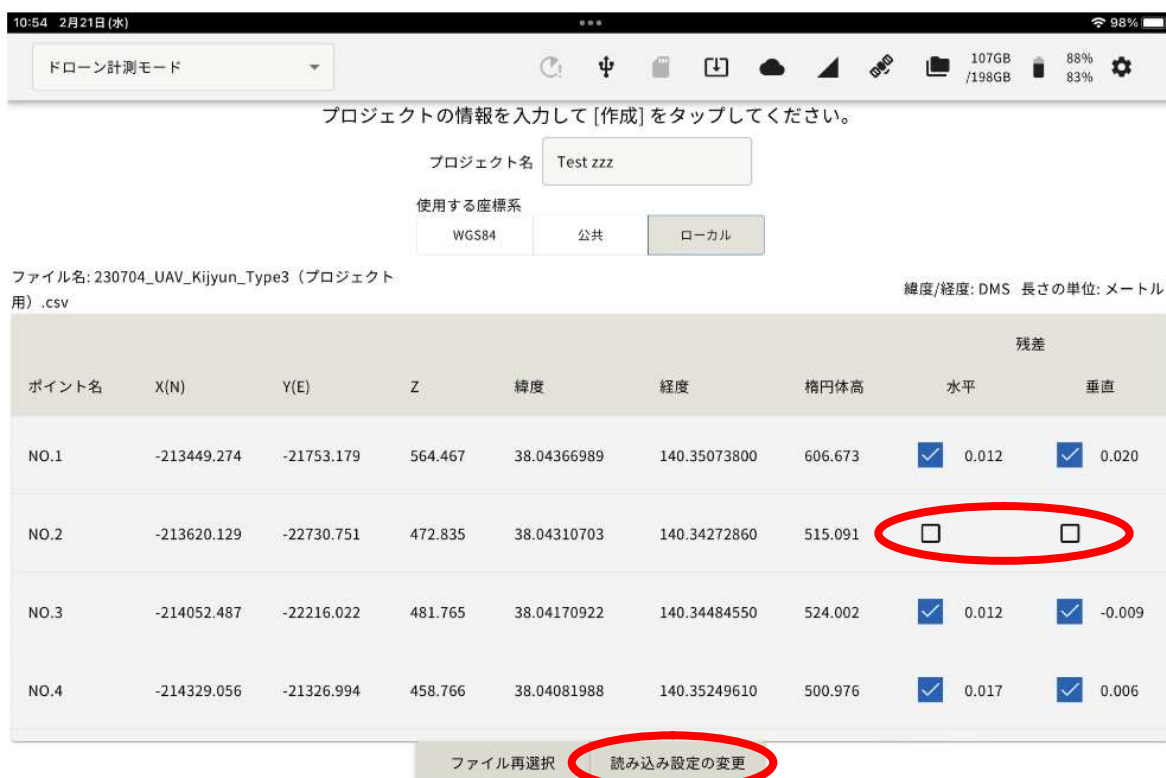 10:54 2月21日(水) 98%
ドローン計測モード 107GB /198GB 88% 83%
プロジェクトの情報を入力して [作成] をタップしてください。
プロジェクト名 Test zzz
使用する座標系
WGS84 公共 ローカル
ファイル名: 230704_UAV_Kijyun_Type3（プロジェクト
用）.csv
緯度/経度: DMS 長さの単位: メートル
残差
ポイント名 X(N) Y(E) Z 緯度 経度 楕円体高 水平 垂直
NO.1 -213449.274 -21753.179 564.467 38.04366989 140.35073800 606.673 0.012 0.020
NO.2 -213620.129 -22730.751 472.835 38.04310703 140.34272860 515.091
NO.3 -214052.487 -22216.022 481.765 38.04170922 140.34484550 524.002 0.012 -0.009
NO.4 -214329.056 -21326.994 458.766 38.04081988 140.35249610 500.976 0.017 0.006
ファイル再選択 読み込み設定の変更